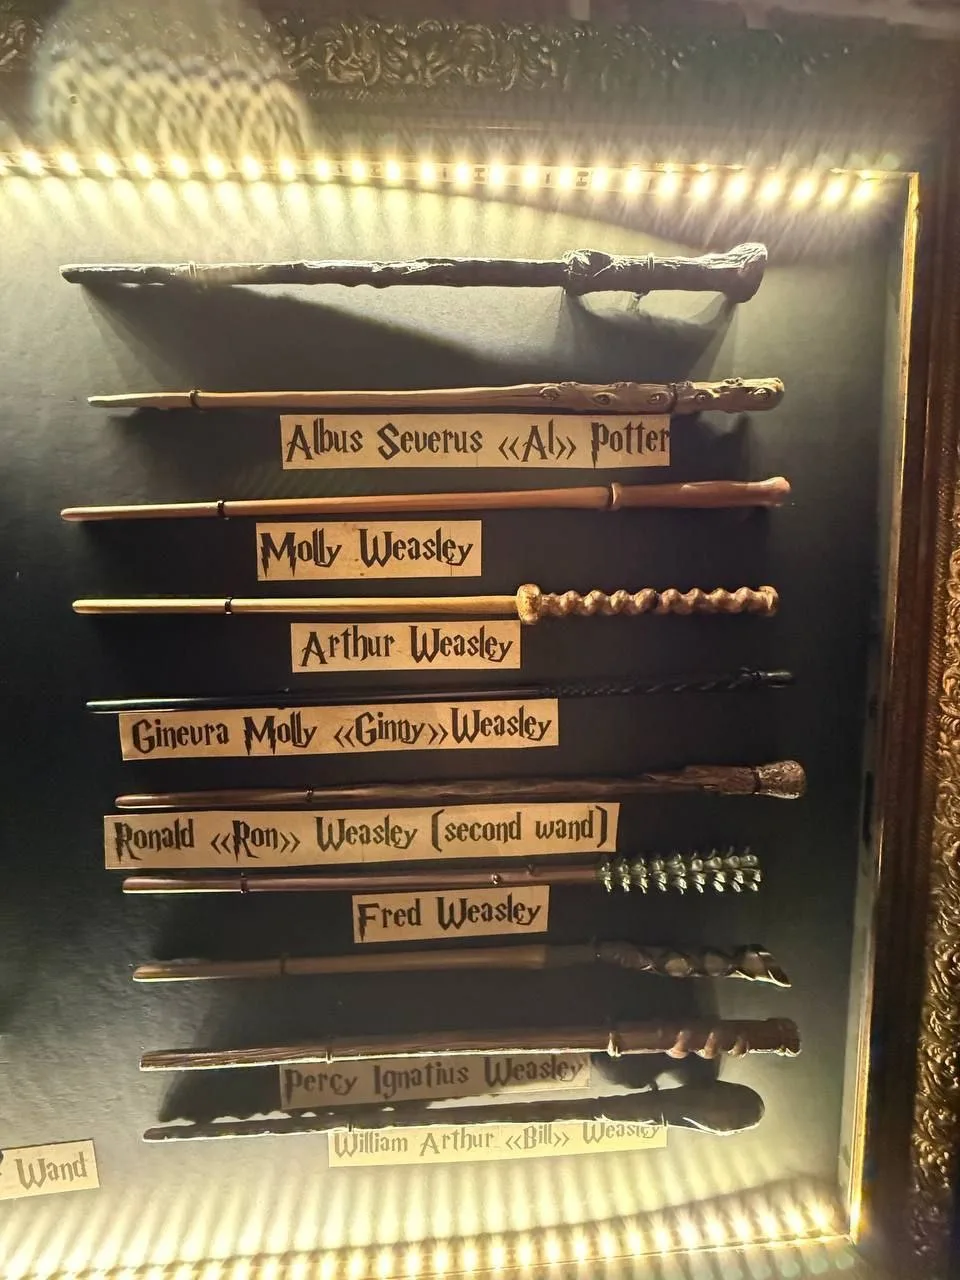 Albus Severus «Al» Potter
Molly Weasley
Arthur Weasley
Ginevra Molly «Ginny» Weasley
Ronald «Ron» Weasley (second wand)
Fred Weasley
Percy Ignatius Weasley
William Arthur «Bill» Weasley
Wand